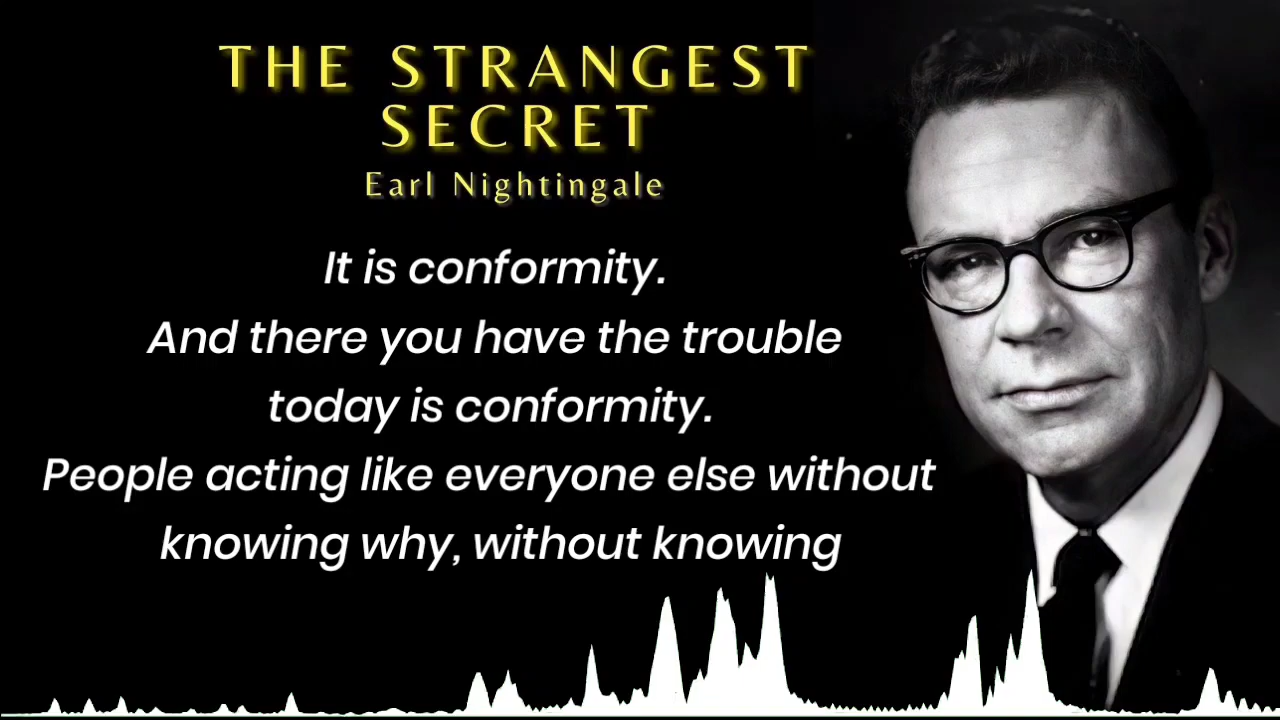 THE STRANGEST
SECRET
Earl Nightingale
It is conformity.
And there you have the trouble
today is conformity.
People acting like everyone else without
knowing why, without knowing